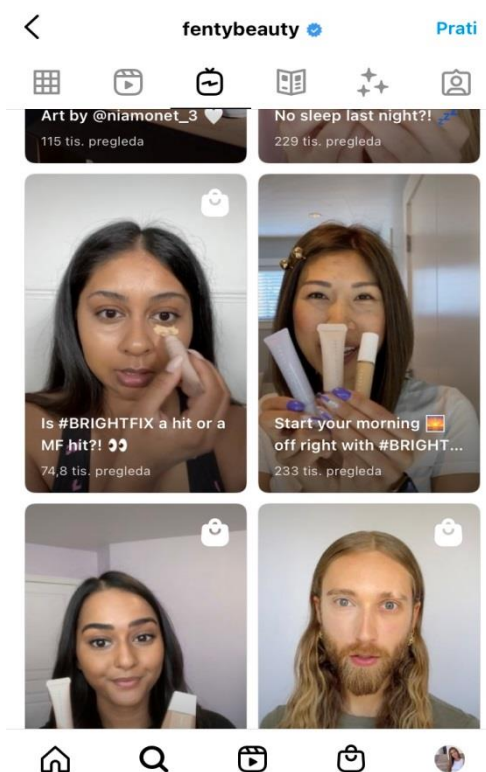 fentybeauty
Prati
Art by @niamonet_3 🤍
No sleep last night?! 💤
115 tis. pregleda
229 tis. pregleda
Is #BRIGHTFIX a hit or a
MF hit?! 👀
74,8 tis. pregleda
Start your morning 🌅
off right with #BRIGHT...
233 tis. pregleda